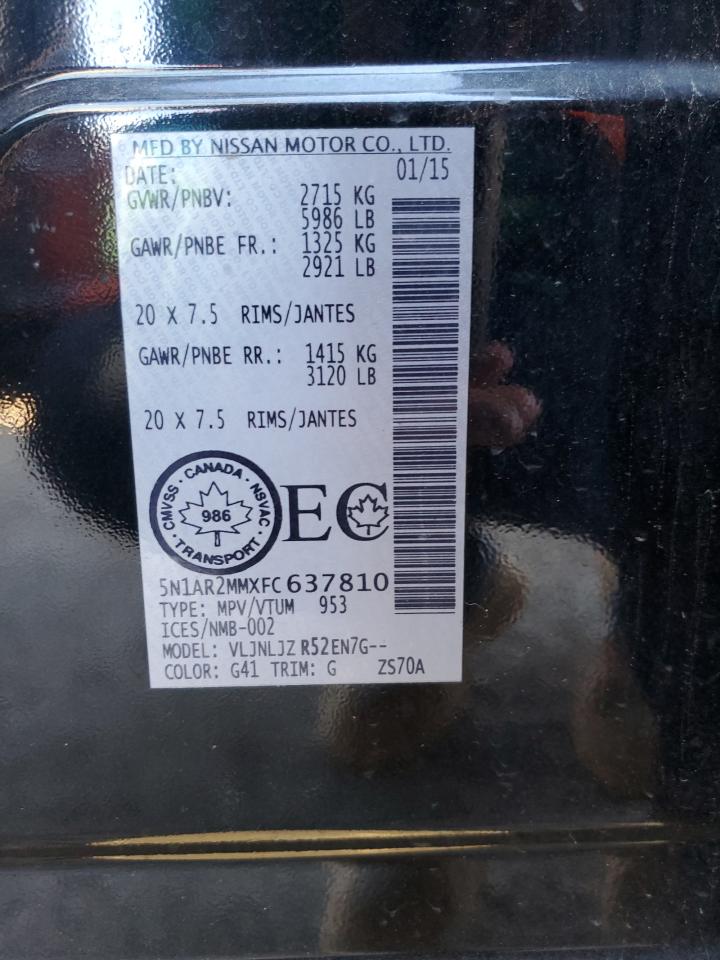 MFD BY NISSAN MOTOR CO., LTD.
DATE: 01/15
GVWR/PNBV: 2715 KG
5986 LB
GAWR/PNBE FR.: 1325 KG
2921 LB
20 X 7.5 RIMS/JANTES
GAWR/PNBE RR.: 1415 KG
3120 LB
20 X 7.5 RIMS/JANTES
CMVSS · CANADA · NSVAC · TRANSPORT ·
986
EC
5N1AR2MMXFC637810
TYPE: MPV/VTUM 953
ICES/NMB-002
MODEL: VLJNLJZ R52EN7G--
COLOR: G41 TRIM: G ZS70A